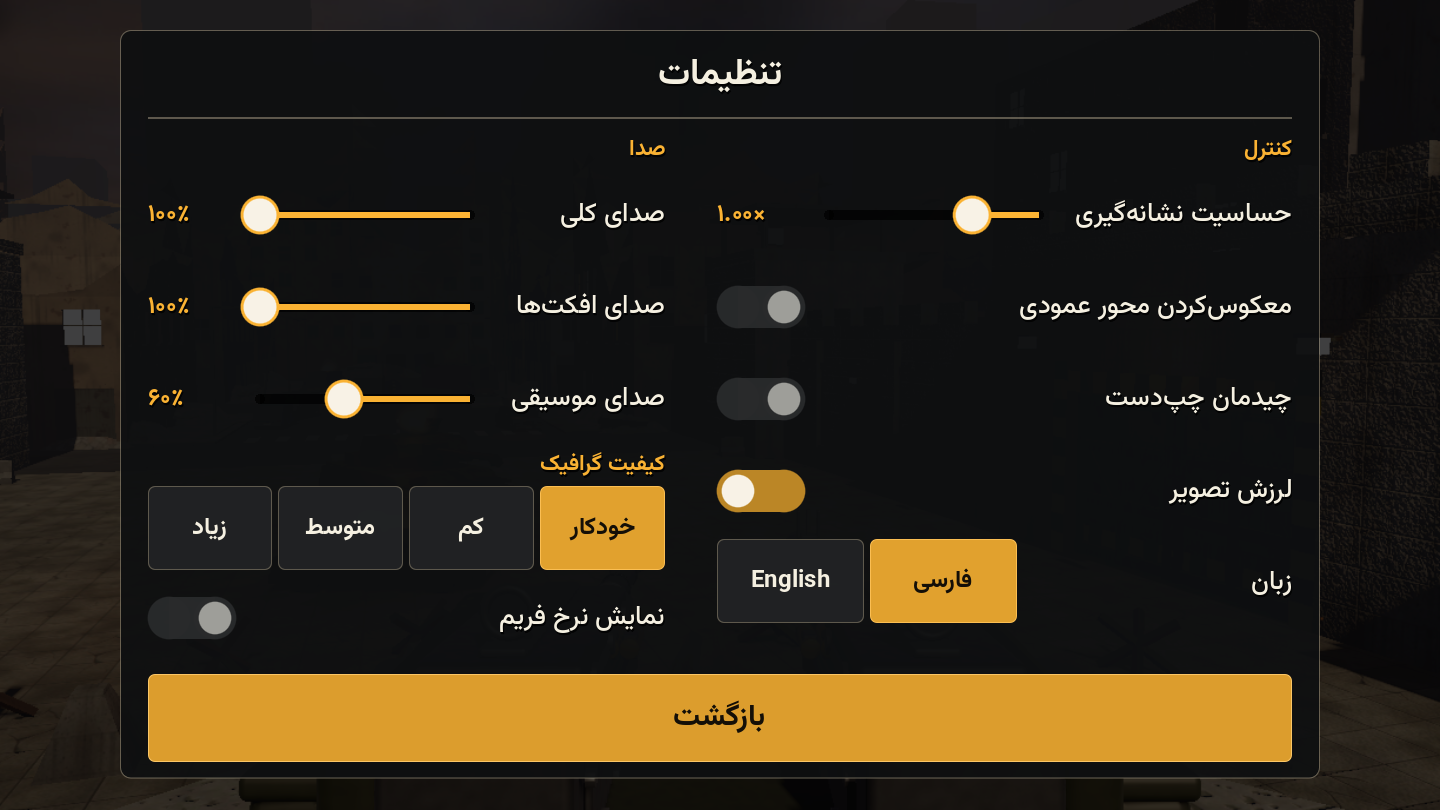 تنظیمات
کنترل
حساسیت نشانه‌گیری ۱.۰۰×
معکوس‌کردن محور عمودی
چیدمان چپ‌دست
لرزش تصویر
زبان فارسی English
صدا
صدای کلی ۱۰۰٪
صدای افکت‌ها ۱۰۰٪
صدای موسیقی ۶۰٪
کیفیت گرافیک
خودکار کم متوسط زیاد
نمایش نرخ فریم
بازگشت